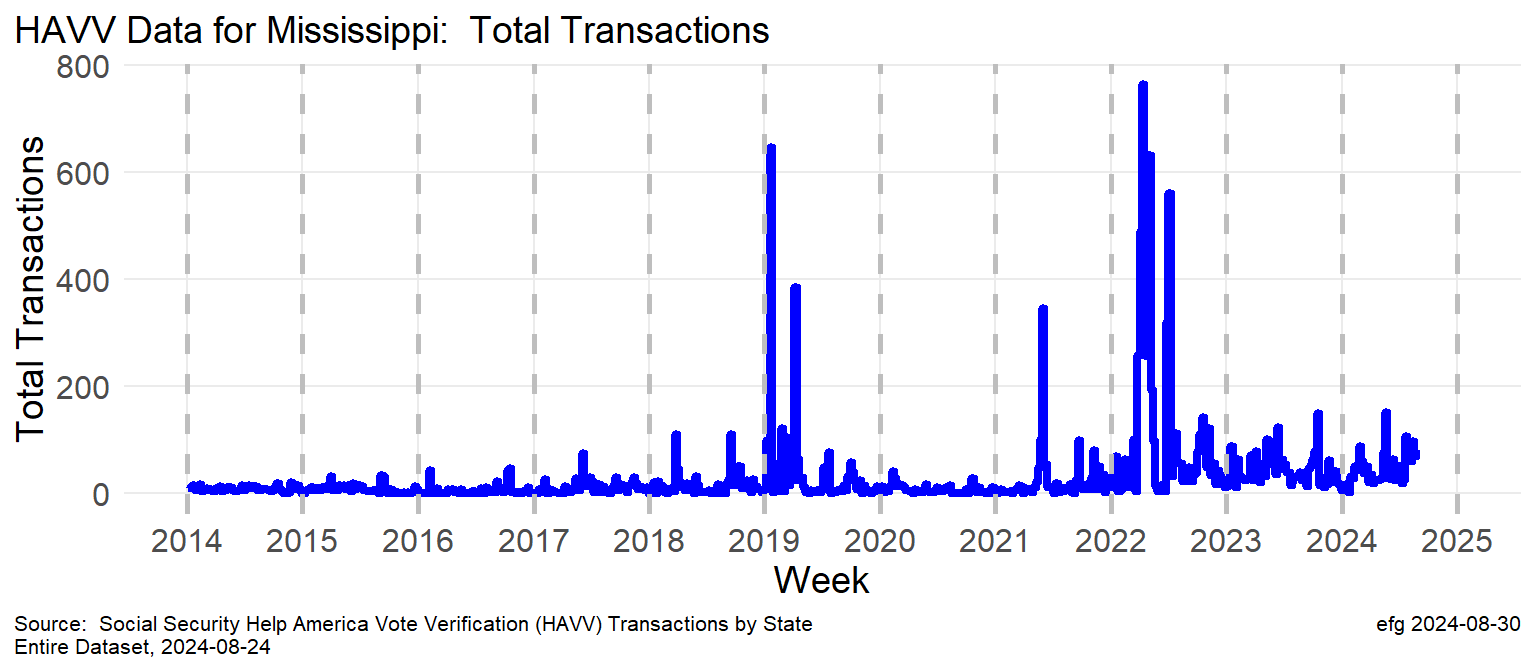 HAVV Data for Mississippi:  Total Transactions
Total Transactions
800
600
400
200
0
2014 2015 2016 2017 2018 2019 2020 2021 2022 2023 2024 2025
Week
Source:  Social Security Help America Vote Verification (HAVV) Transactions by State
Entire Dataset, 2024-08-24
efg 2024-08-30